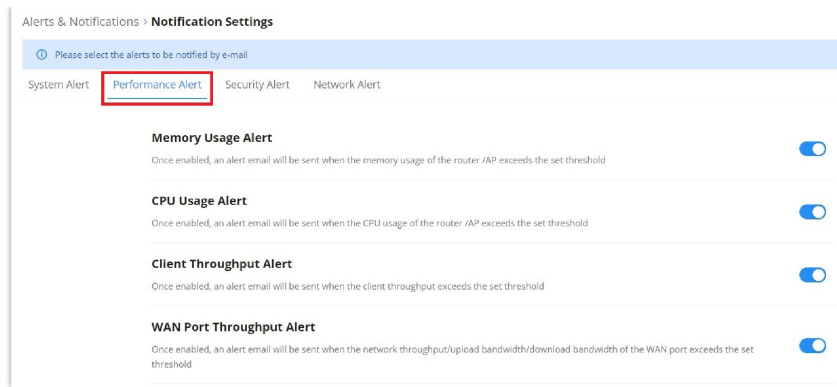 Alerts & Notifications › Notification Settings
Please select the alerts to be notified by e-mail
System Alert Performance Alert Security Alert Network Alert
Memory Usage Alert
Once enabled, an alert email will be sent when the memory usage of the router /AP exceeds the set threshold
CPU Usage Alert
Once enabled, an alert email will be sent when the CPU usage of the router /AP exceeds the set threshold
Client Throughput Alert
Once enabled, an alert email will be sent when the client throughput exceeds the set threshold
WAN Port Throughput Alert
Once enabled, an alert email will be sent when the network throughput/upload bandwidth/download bandwidth of the WAN port exceeds the set
threshold